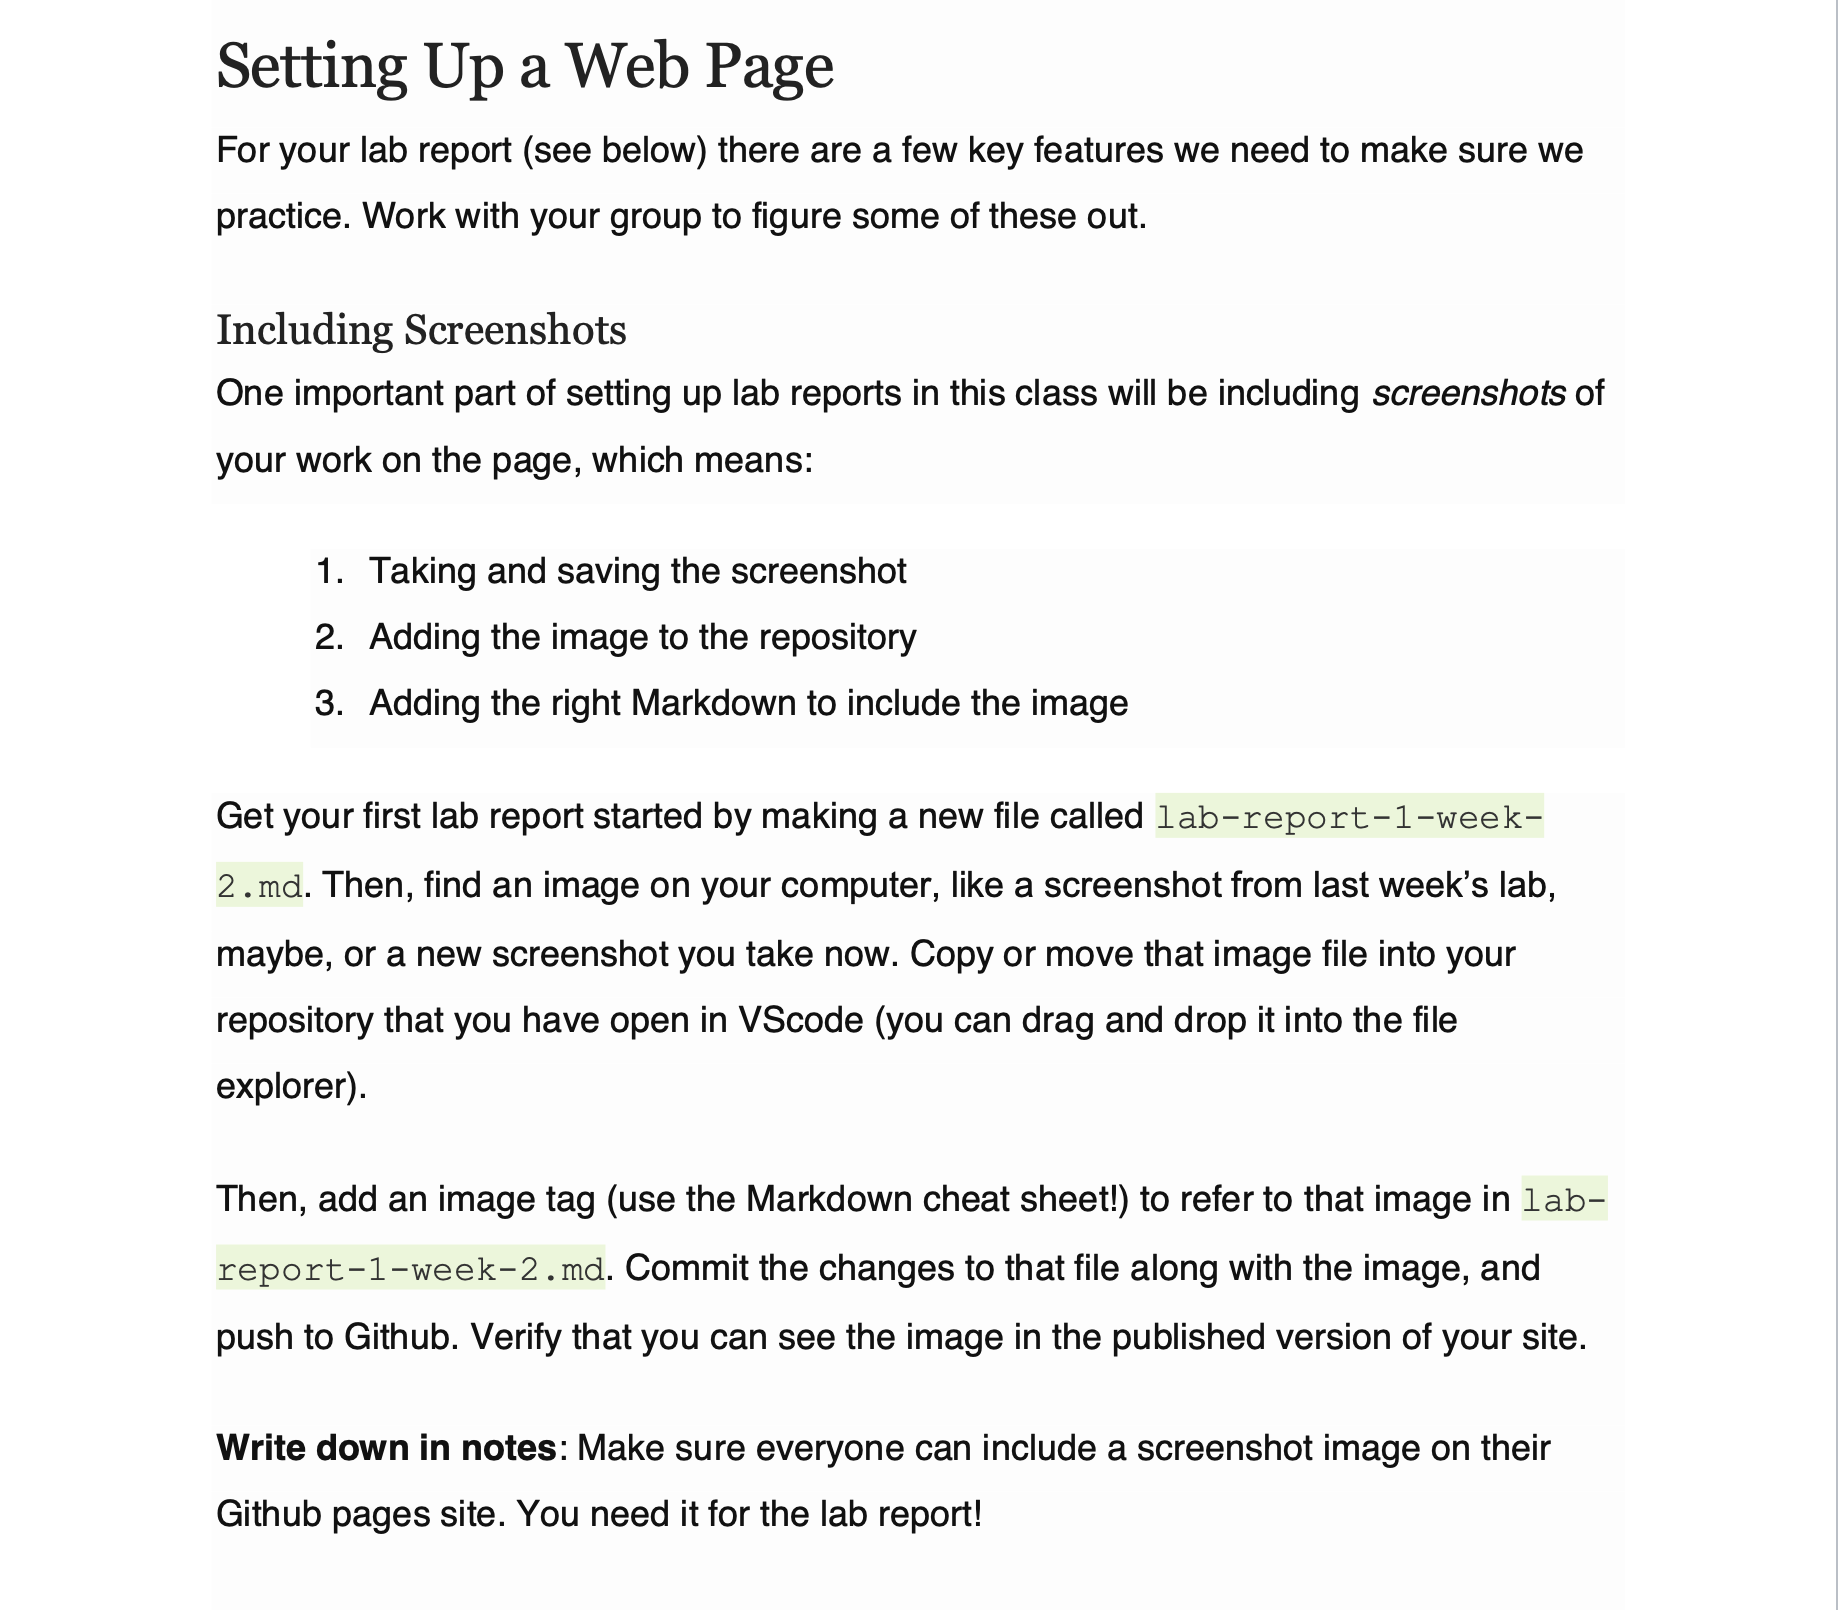 Setting Up a Web Page
For your lab report (see below) there are a few key features we need to make sure we
practice. Work with your group to figure some of these out.
Including Screenshots
One important part of setting up lab reports in this class will be including screenshots of
your work on the page, which means:
1. Taking and saving the screenshot
2. Adding the image to the repository
3. Adding the right Markdown to include the image
Get your first lab report started by making a new file called lab-report-1-week-
2.md. Then, find an image on your computer, like a screenshot from last week’s lab,
maybe, or a new screenshot you take now. Copy or move that image file into your
repository that you have open in VScode (you can drag and drop it into the file
explorer).
Then, add an image tag (use the Markdown cheat sheet!) to refer to that image in lab-
report-1-week-2.md. Commit the changes to that file along with the image, and
push to Github. Verify that you can see the image in the published version of your site.
Write down in notes: Make sure everyone can include a screenshot image on their
Github pages site. You need it for the lab report!